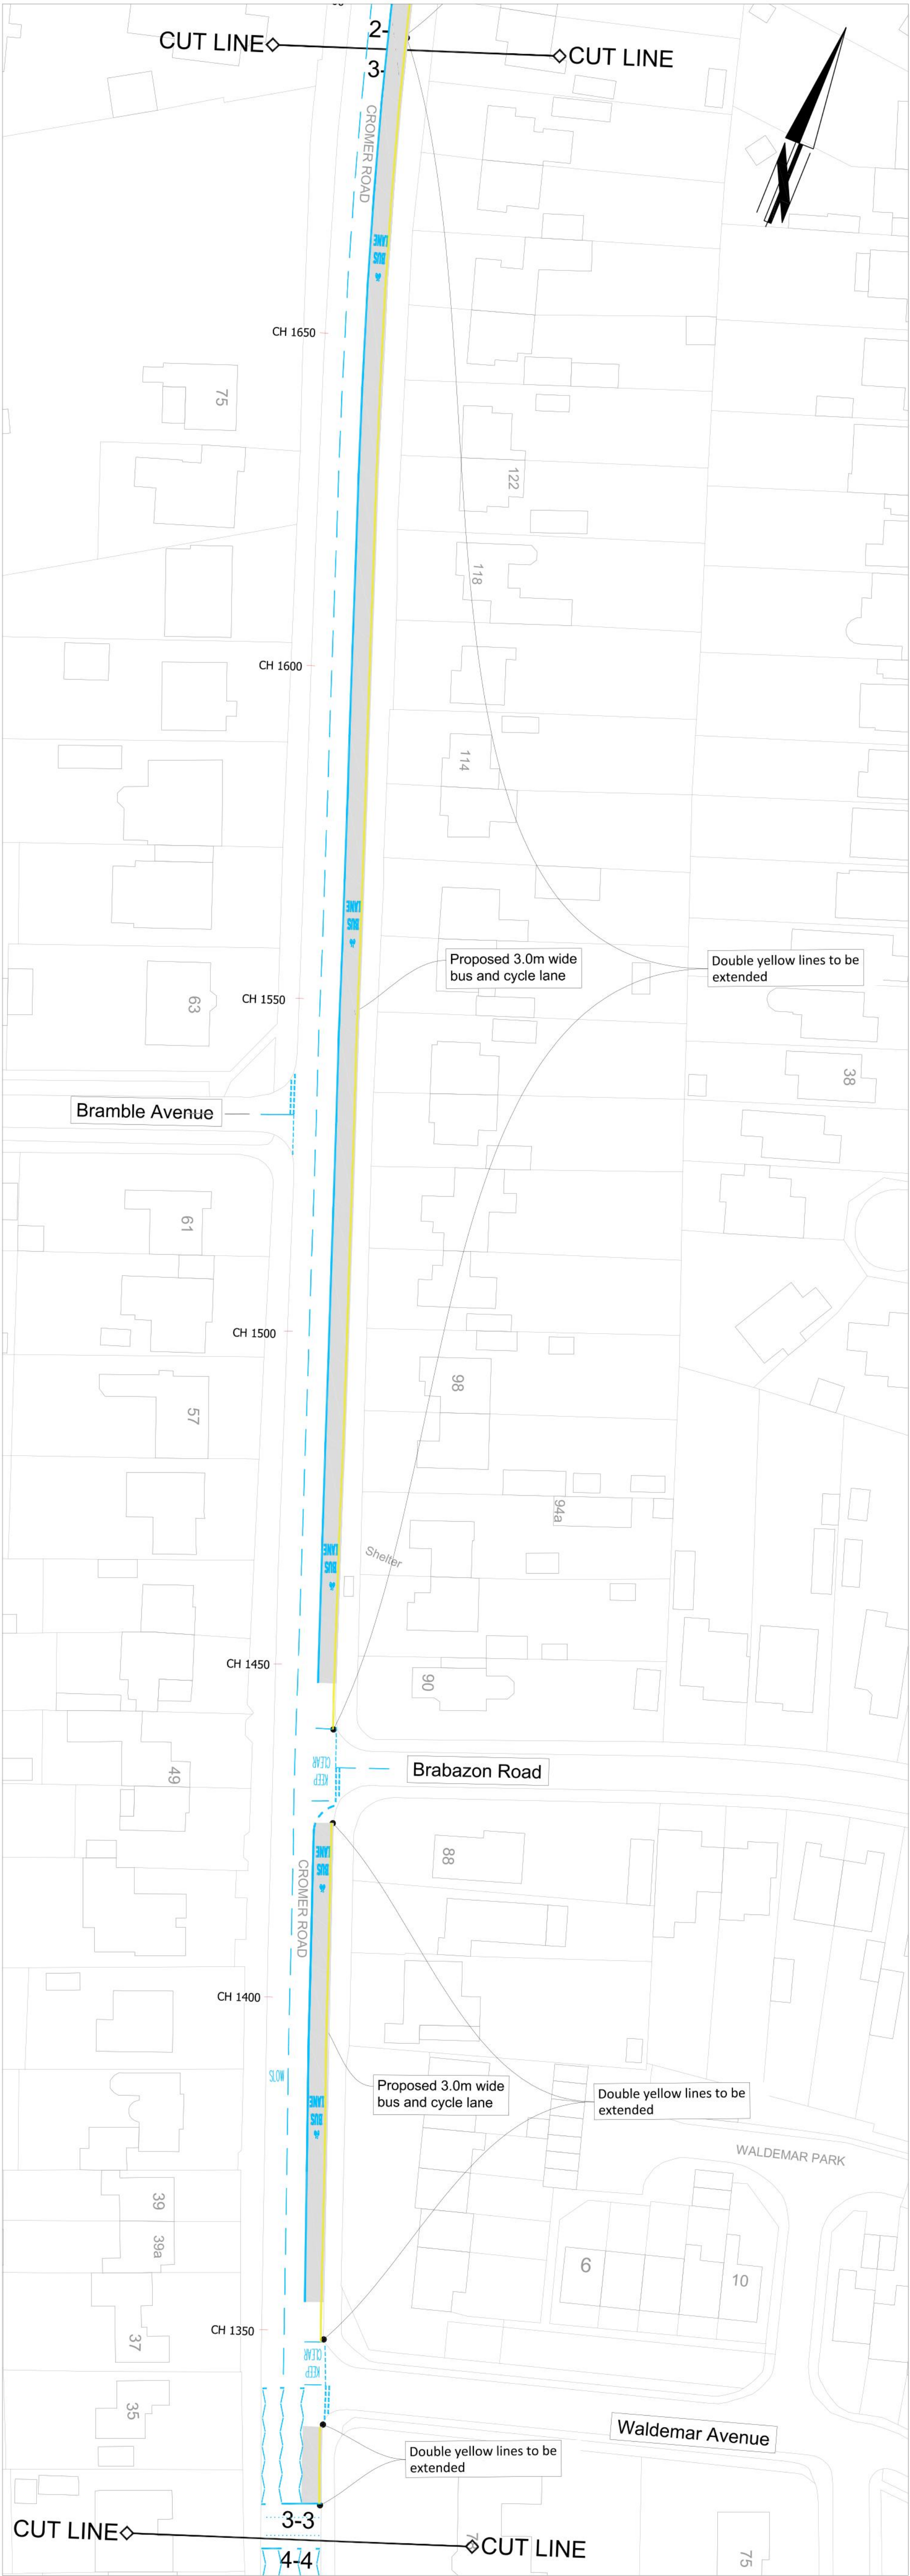 2-
CUT LINE
CUT LINE
3-
CROMER ROAD
N
BUS
LANE
CH 1650
75
122
118
CH 1600
114
BUS
LANE
Proposed 3.0m wide
bus and cycle lane
Double yellow lines to be
extended
CH 1550
63
38
Bramble Avenue
61
CH 1500
98
57
94a
BUS
LANE
Shelter
CH 1450
90
KEEP
CLEAR
Brabazon Road
49
88
BUS
LANE
CROMER ROAD
CH 1400
SLOW
Proposed 3.0m wide
bus and cycle lane
Double yellow lines to be
extended
BUS
LANE
WALDEMAR PARK
39
39a
6
10
CH 1350
37
KEEP
CLEAR
35
Waldemar Avenue
Double yellow lines to be
extended
3-3
CUT LINE
CUT LINE
4-4
75